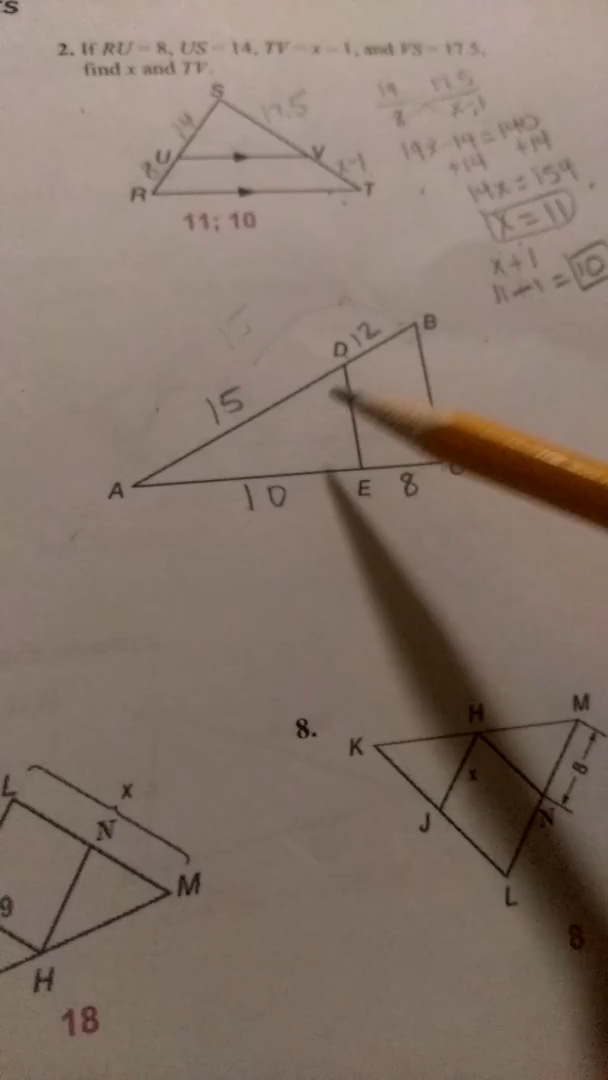 2. If RU = 8, US = 14, TV = x - 1, and VS = 17.5,
find x and TV.
S
14
17.5
U
V
8
x-1
R
T
11; 10
14 17.5
8 x-1
14x-14=140
+14 +14
14x=154
x=11
x+1
11-1=10
B
12
D
15
A
10
E
8
8.
K
H
M
x
8
J
N
L
8
L
x
N
9
M
H
18